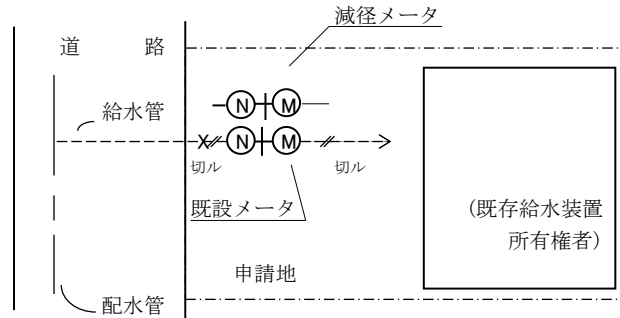 減径メータ
道　路
給水管
N M
X N M
切ル
切ル
既設メータ
(既存給水装置
所有権者)
申請地
配水管